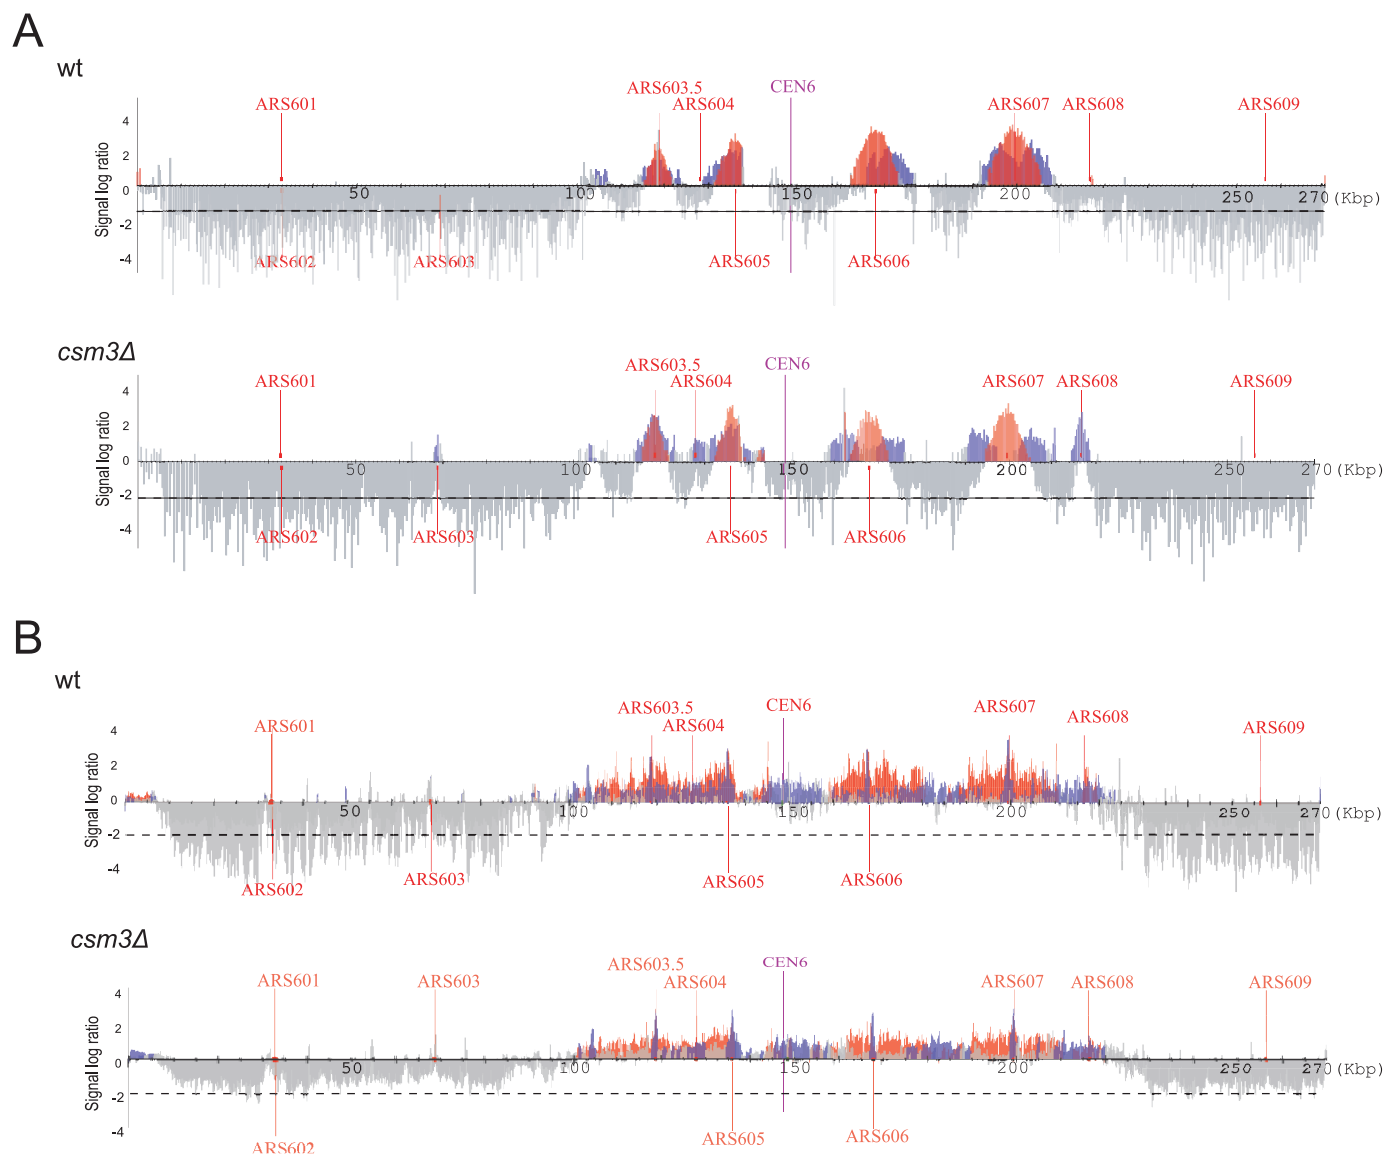 A
wt
ARS603.5 CEN6
ARS601 ARS604 ARS607 ARS608 ARS609
Signal log ratio
4
2
0
-2
-4
50 100 150 200 250 270 (Kbp)
ARS602 ARS603 ARS605 ARS606
csm3Δ
ARS603.5 CEN6
ARS601 ARS604 ARS607 ARS608 ARS609
Signal log ratio
4
2
0
-2
-4
50 100 150 200 250 270 (Kbp)
ARS602 ARS603 ARS605 ARS606
B
wt
ARS603.5 CEN6 ARS607
ARS601 ARS604 ARS608 ARS609
Signal log ratio
4
2
0
-2
-4
50 100 150 200 250 270 (Kbp)
ARS602 ARS603 ARS605 ARS606
csm3Δ
ARS603.5 CEN6
ARS601 ARS603 ARS604 ARS607 ARS608 ARS609
Signal log ratio
4
2
0
-2
-4
50 100 150 200 250 270 (Kbp)
ARS602 ARS605 ARS606